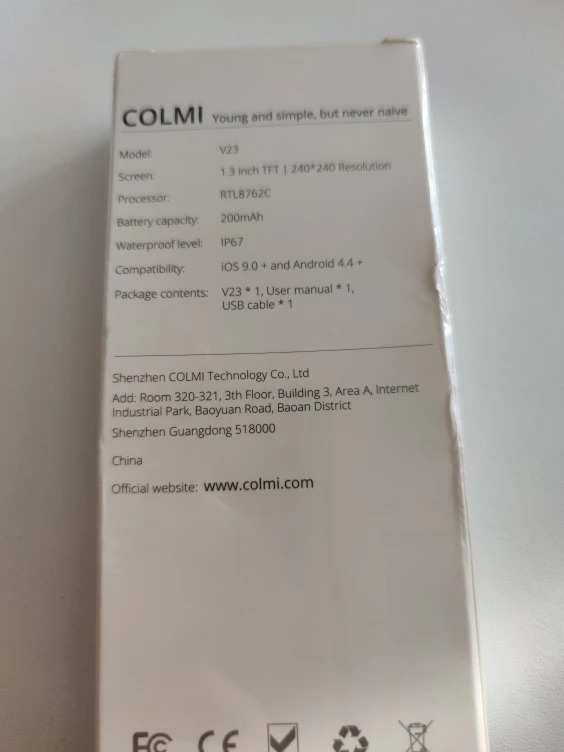 COLMI Young and simple, but never naive
Model: V23
Screen: 1.3 Inch TFT | 240*240 Resolution
Processor: RTL8762C
Battery capacity: 200mAh
Waterproof level: IP67
Compatibility: iOS 9.0 + and Android 4.4 +
Package contents: V23 * 1, User manual * 1,
USB cable * 1
Shenzhen COLMI Technology Co., Ltd
Add: Room 320-321, 3th Floor, Building 3, Area A, Internet
Industrial Park, Baoyuan Road, Baoan District
Shenzhen Guangdong 518000
China
Official website: www.colmi.com
FC CE